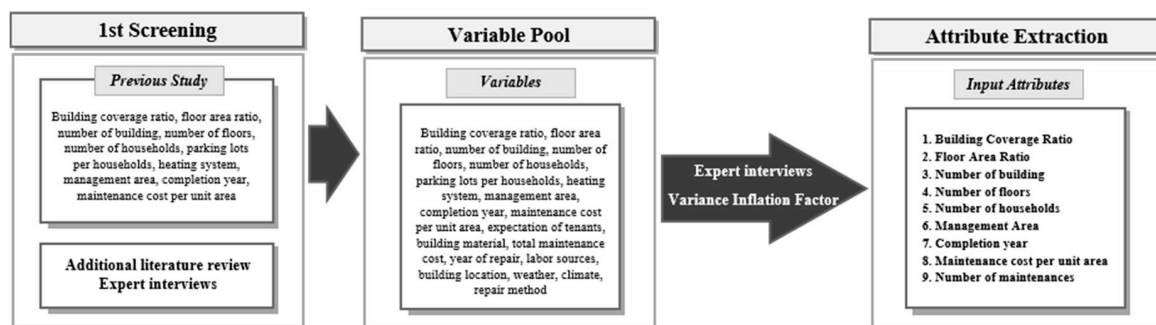 1st Screening
Previous Study
Building coverage ratio, floor area ratio,
number of building, number of floors,
number of households, parking lots
per households, heating system,
management area, completion year,
maintenance cost per unit area
Additional literature review
Expert interviews
Variable Pool
Variables
Building coverage ratio, floor area
ratio, number of building, number of
floors, number of households,
parking lots per households, heating
system, management area,
completion year, maintenance cost
per unit area, expectation of tenants,
building material, total maintenance
cost, year of repair, labor sources,
building location, weather, climate,
repair method
Expert interviews
Variance Inflation Factor
Attribute Extraction
Input Attributes
1. Building Coverage Ratio
2. Floor Area Ratio
3. Number of building
4. Number of floors
5. Number of households
6. Management Area
7. Completion year
8. Maintenance cost per unit area
9. Number of maintenances